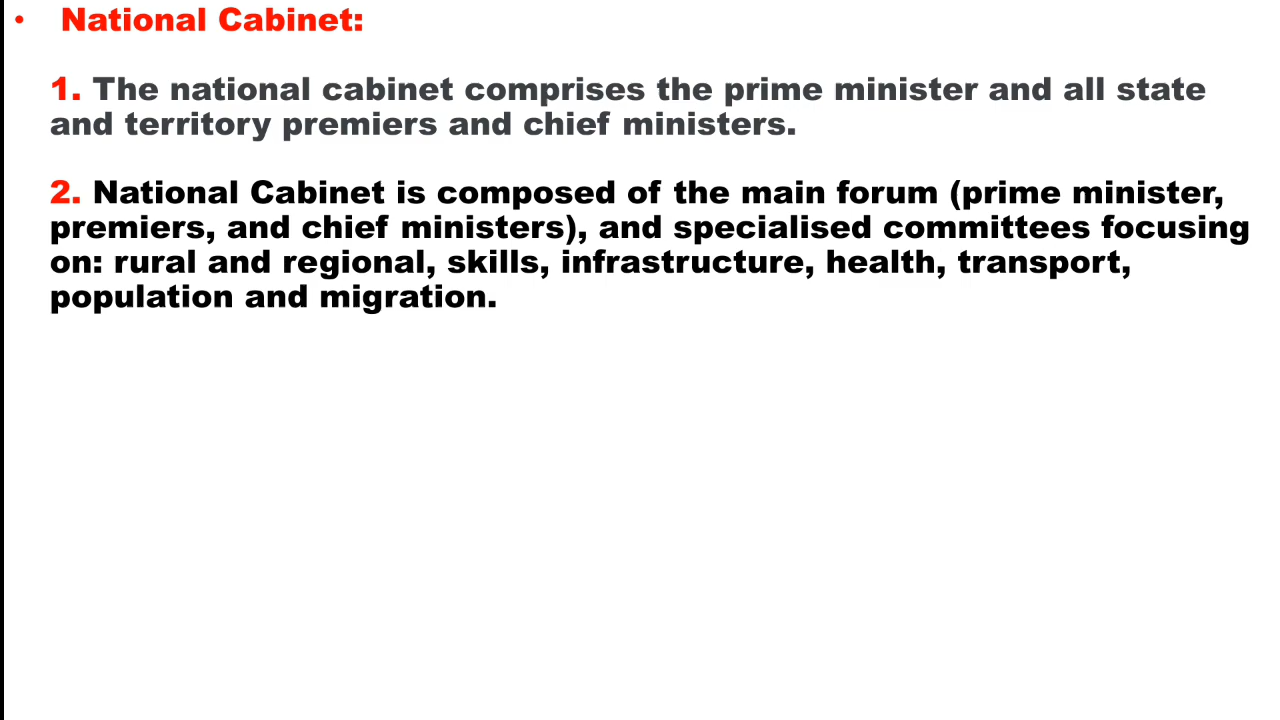 • National Cabinet:
1. The national cabinet comprises the prime minister and all state
and territory premiers and chief ministers.
2. National Cabinet is composed of the main forum (prime minister,
premiers, and chief ministers), and specialised committees focusing
on: rural and regional, skills, infrastructure, health, transport,
population and migration.